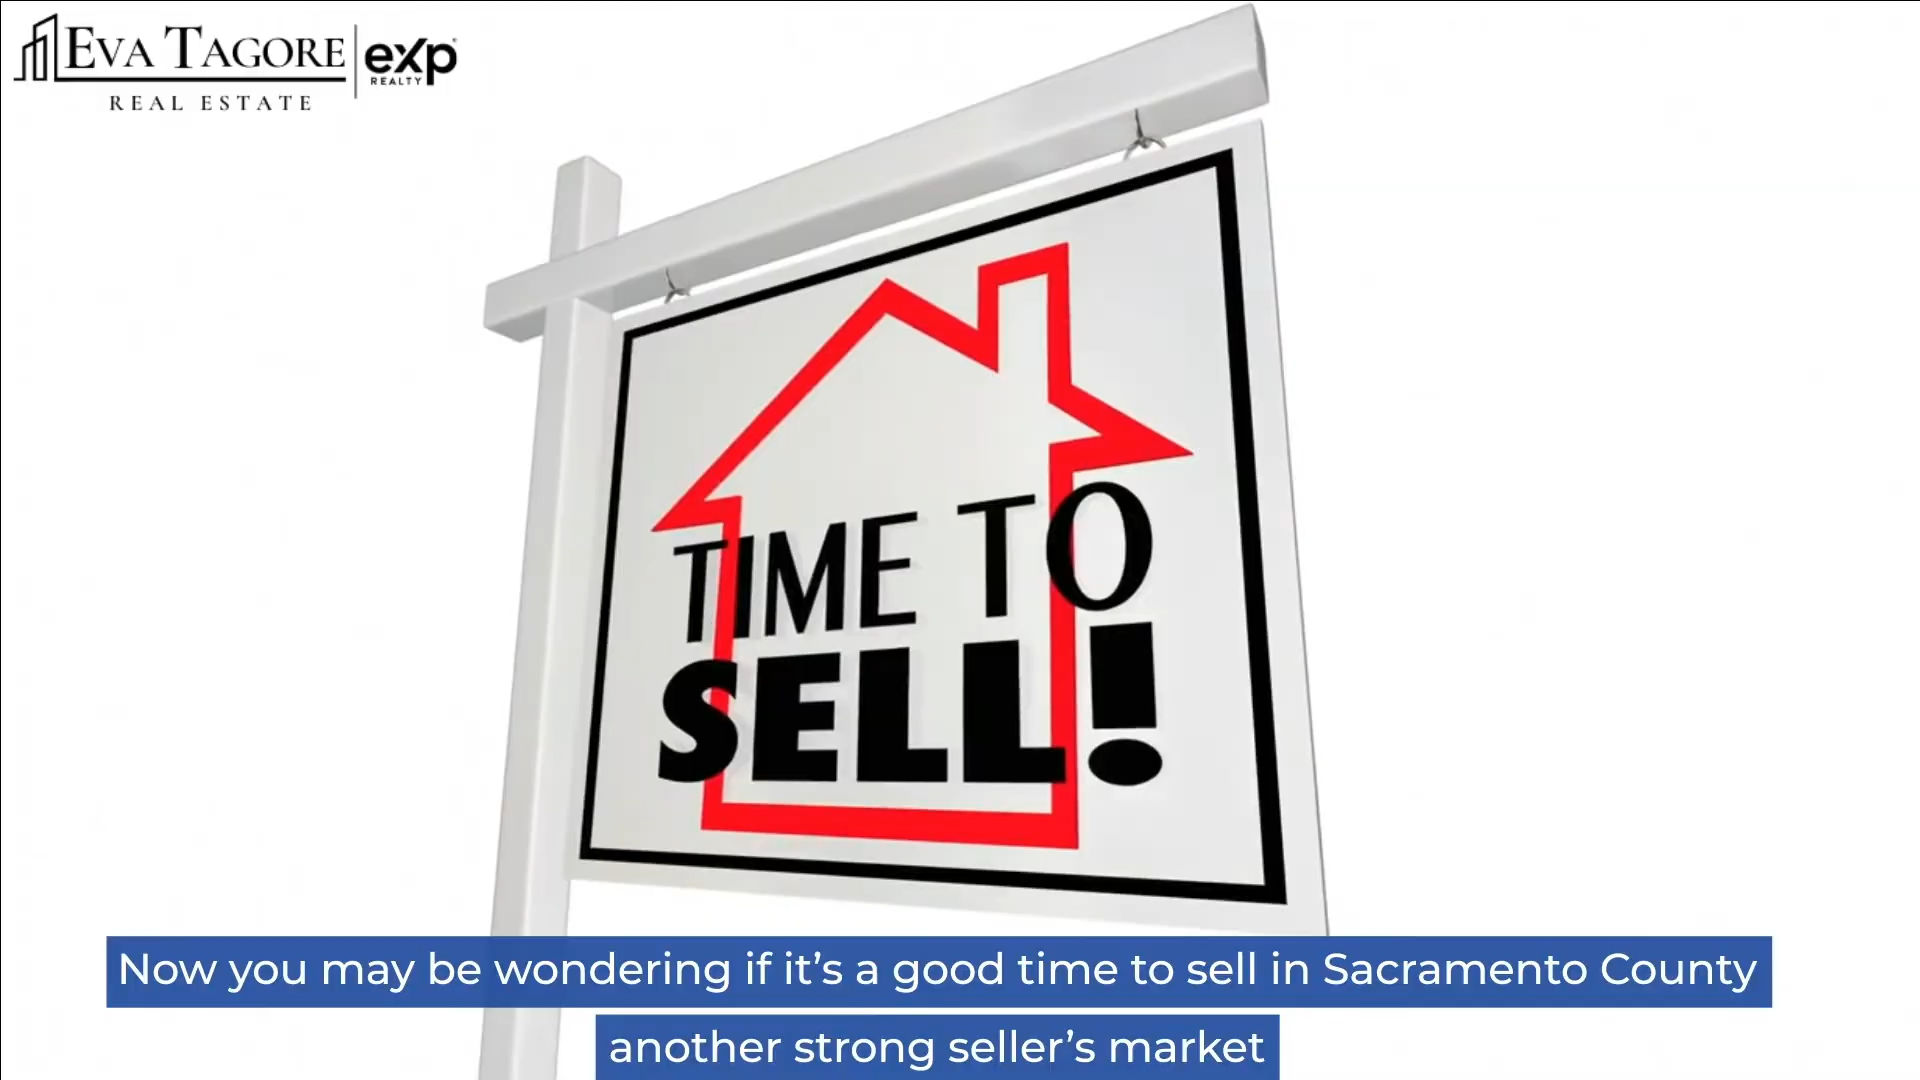 EVA TAGORE
REAL ESTATE
exp
REALTY
TIME TO
SELL!
Now you may be wondering if it's a good time to sell in Sacramento County
another strong seller's market